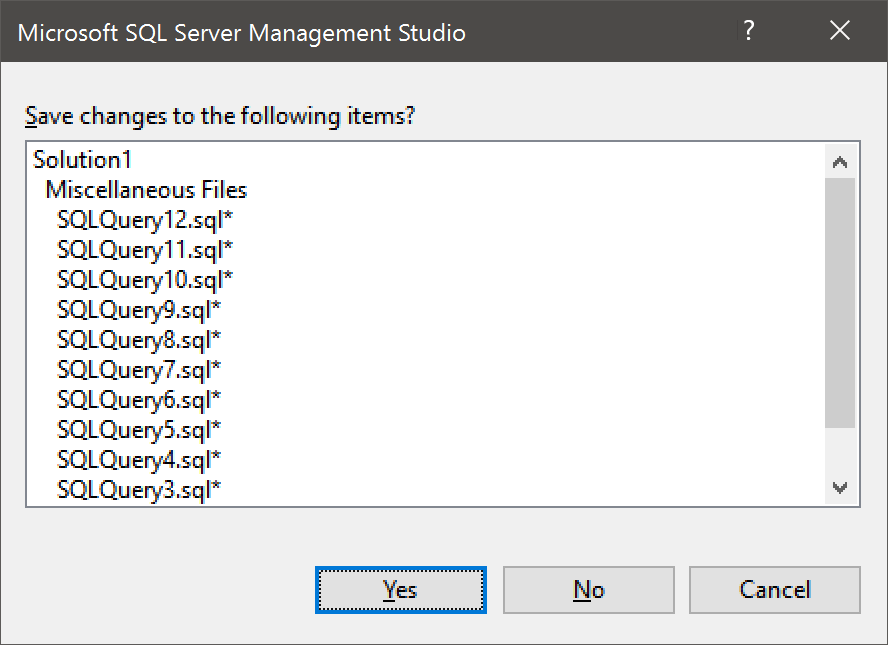 Microsoft SQL Server Management Studio ?
Save changes to the following items?
Solution1
Miscellaneous Files
SQLQuery12.sql*
SQLQuery11.sql*
SQLQuery10.sql*
SQLQuery9.sql*
SQLQuery8.sql*
SQLQuery7.sql*
SQLQuery6.sql*
SQLQuery5.sql*
SQLQuery4.sql*
SQLQuery3.sql*
Yes No Cancel